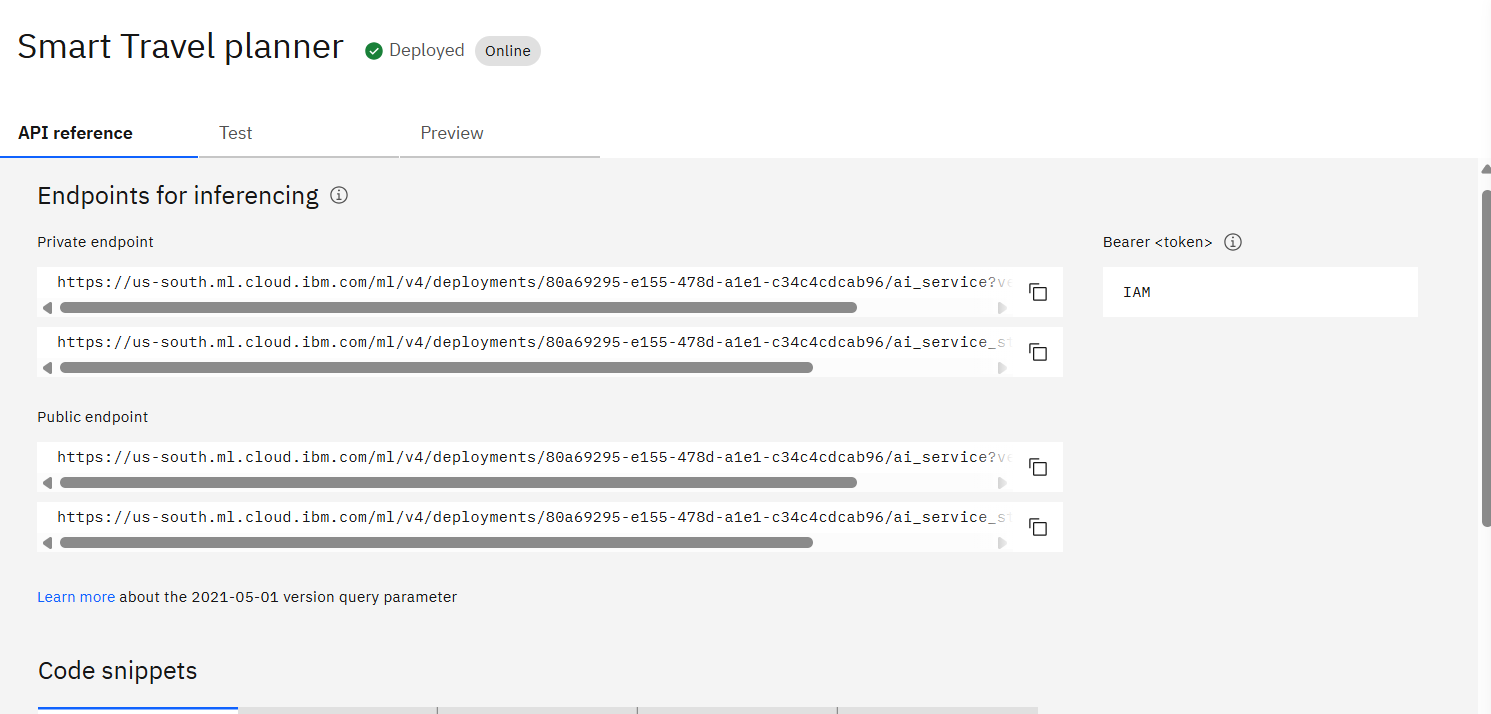 Smart Travel planner
Deployed
Online
API reference
Test
Preview
Endpoints for inferencing
Private endpoint
https://us-south.ml.cloud.ibm.com/ml/v4/deployments/80a69295-e155-478d-a1e1-c34c4cdcab96/ai_service?ve
https://us-south.ml.cloud.ibm.com/ml/v4/deployments/80a69295-e155-478d-a1e1-c34c4cdcab96/ai_service_st
Bearer <token>
IAM
Public endpoint
https://us-south.ml.cloud.ibm.com/ml/v4/deployments/80a69295-e155-478d-a1e1-c34c4cdcab96/ai_service?ve
https://us-south.ml.cloud.ibm.com/ml/v4/deployments/80a69295-e155-478d-a1e1-c34c4cdcab96/ai_service_st
Learn more about the 2021-05-01 version query parameter
Code snippets